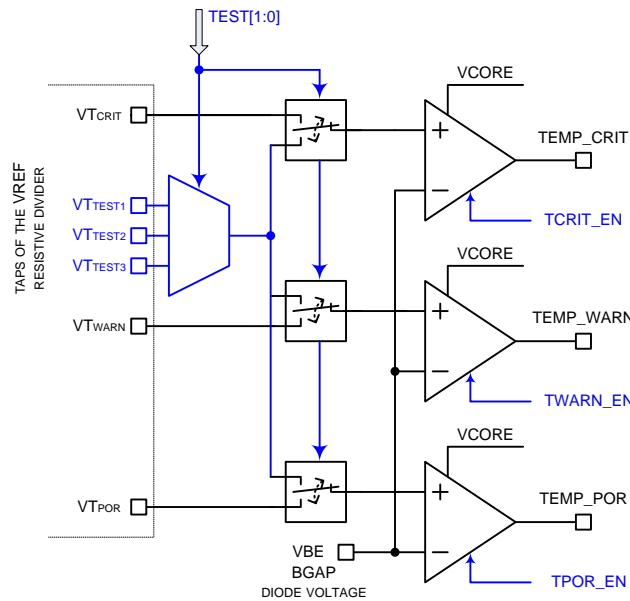 TEST[1:0]
VCORE
VTCRIT
TEMP_CRIT
+
−
VTTEST1
VTTEST2
VTTEST3
TCRIT_EN
TAPS OF THE VREF
RESISTIVE DIVIDER
VCORE
VTWARN
TEMP_WARN
+
−
TWARN_EN
VCORE
VTPOR
TEMP_POR
+
−
VBE
BGAP
DIODE VOLTAGE
TPOR_EN